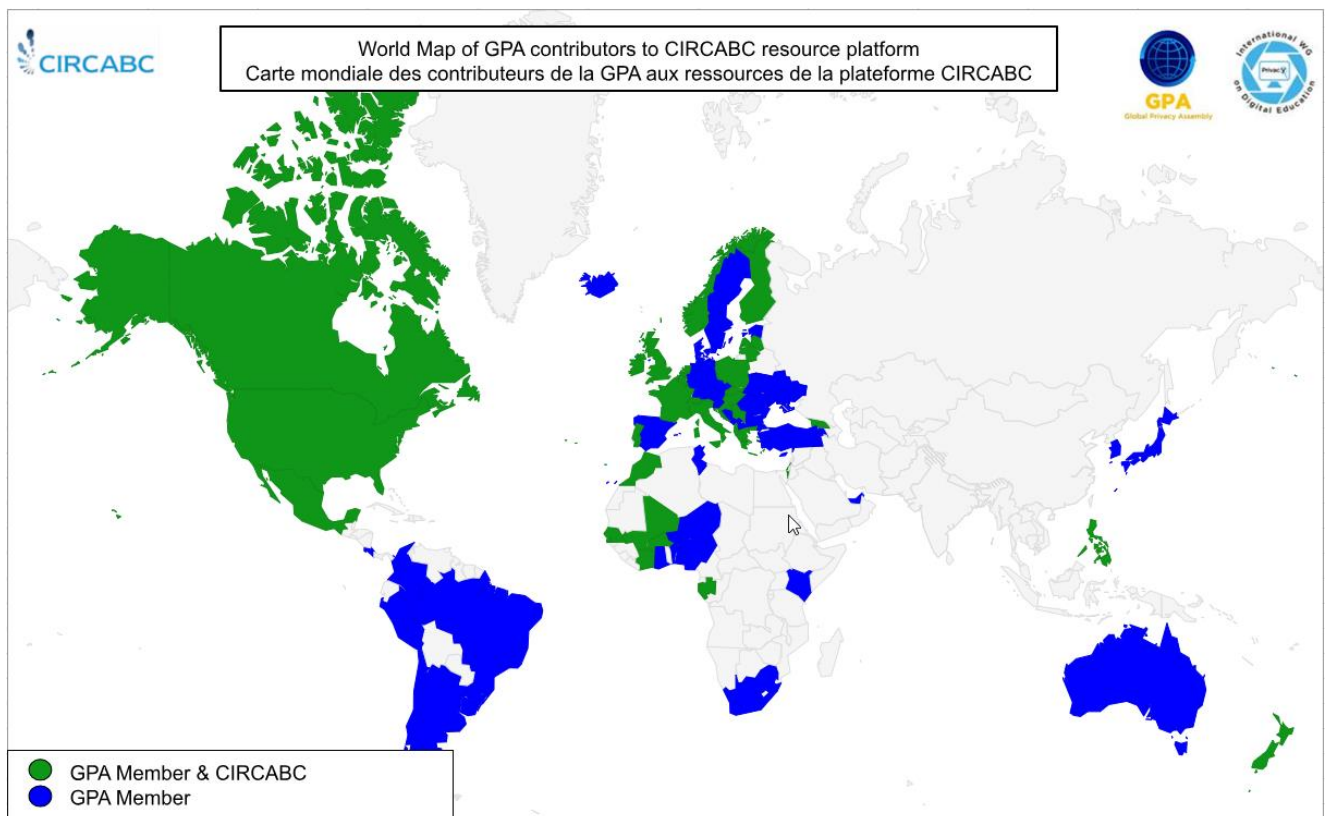 CIRCABC
World Map of GPA contributors to CIRCABC resource platform
Carte mondiale des contributeurs de la GPA aux ressources de la plateforme CIRCABC
GPA
Global Privacy Assembly
International WG
Privacy
on Digital Education
GPA Member & CIRCABC
GPA Member